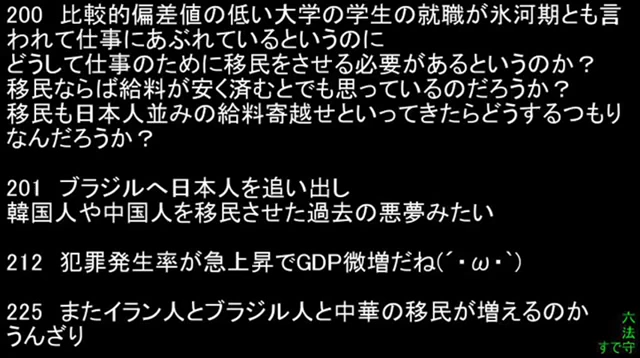 200　比較的偏差値の低い大学の学生の就職が氷河期とも言
われて仕事にあぶれているというのに
どうして仕事のために移民をさせる必要があるというのか？
移民ならば給料が安く済むとでも思っているのだろうか？
移民も日本人並みの給料寄越せといってきたらどうするつもり
なんだろうか？
201　ブラジルへ日本人を追い出し
韓国人や中国人を移民させた過去の悪夢みたい
212　犯罪発生率が急上昇でGDP微増だね(´・ω・`)
225　またイラン人とブラジル人と中華の移民が増えるのか
うんざり
六
法
すで守